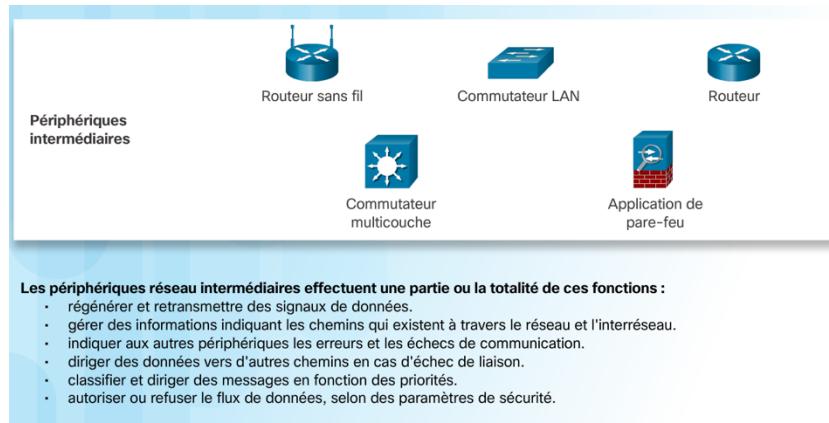 Routeur sans fil
Commutateur LAN
Routeur
Périphériques
intermédiaires
Commutateur
multicouche
Application de
pare-feu
Les périphériques réseau intermédiaires effectuent une partie ou la totalité de ces fonctions :
· régénérer et retransmettre des signaux de données.
· gérer des informations indiquant les chemins qui existent à travers le réseau et l'interréseau.
· indiquer aux autres périphériques les erreurs et les échecs de communication.
· diriger des données vers d'autres chemins en cas d'échec de liaison.
· classifier et diriger des messages en fonction des priorités.
· autoriser ou refuser le flux de données, selon des paramètres de sécurité.